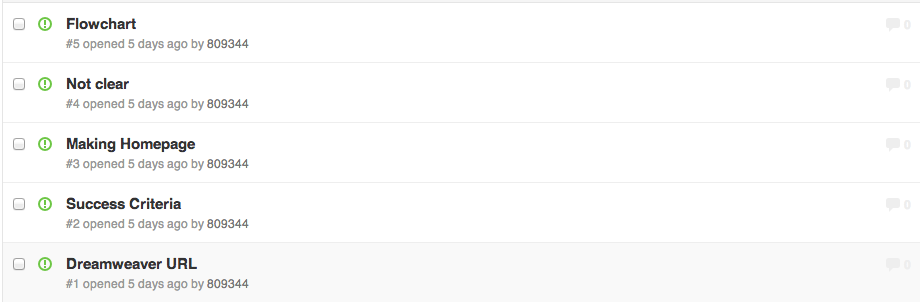 Flowchart
0
#5 opened 5 days ago by 809344
Not clear
0
#4 opened 5 days ago by 809344
Making Homepage
0
#3 opened 5 days ago by 809344
Success Criteria
0
#2 opened 5 days ago by 809344
Dreamweaver URL
0
#1 opened 5 days ago by 809344